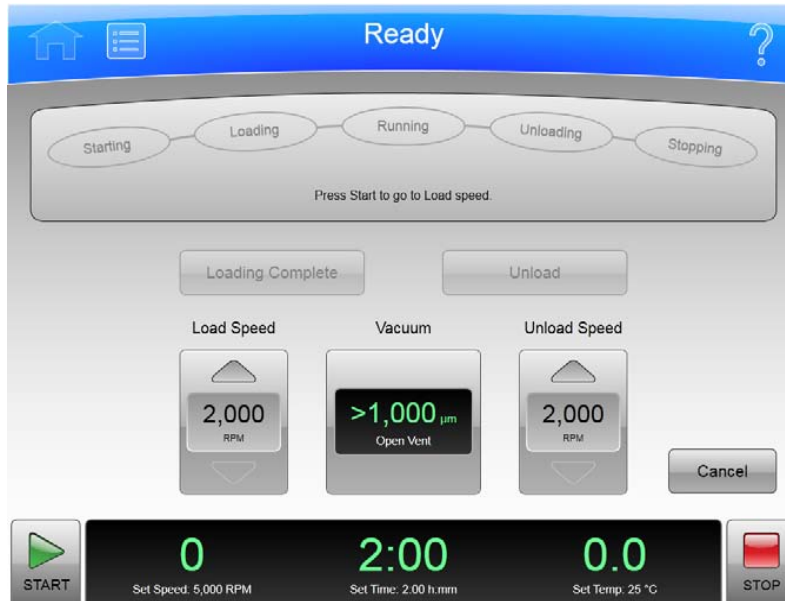 Ready
?
Starting
Loading
Running
Unloading
Stopping
Press Start to go to Load speed.
Loading Complete
Unload
Load Speed
Vacuum
Unload Speed
2,000
RPM
>1,000 µm
Open Vent
2,000
RPM
Cancel
START
0
Set Speed: 5,000 RPM
2:00
Set Time: 2.00 h:mm
0.0
Set Temp: 25 °C
STOP